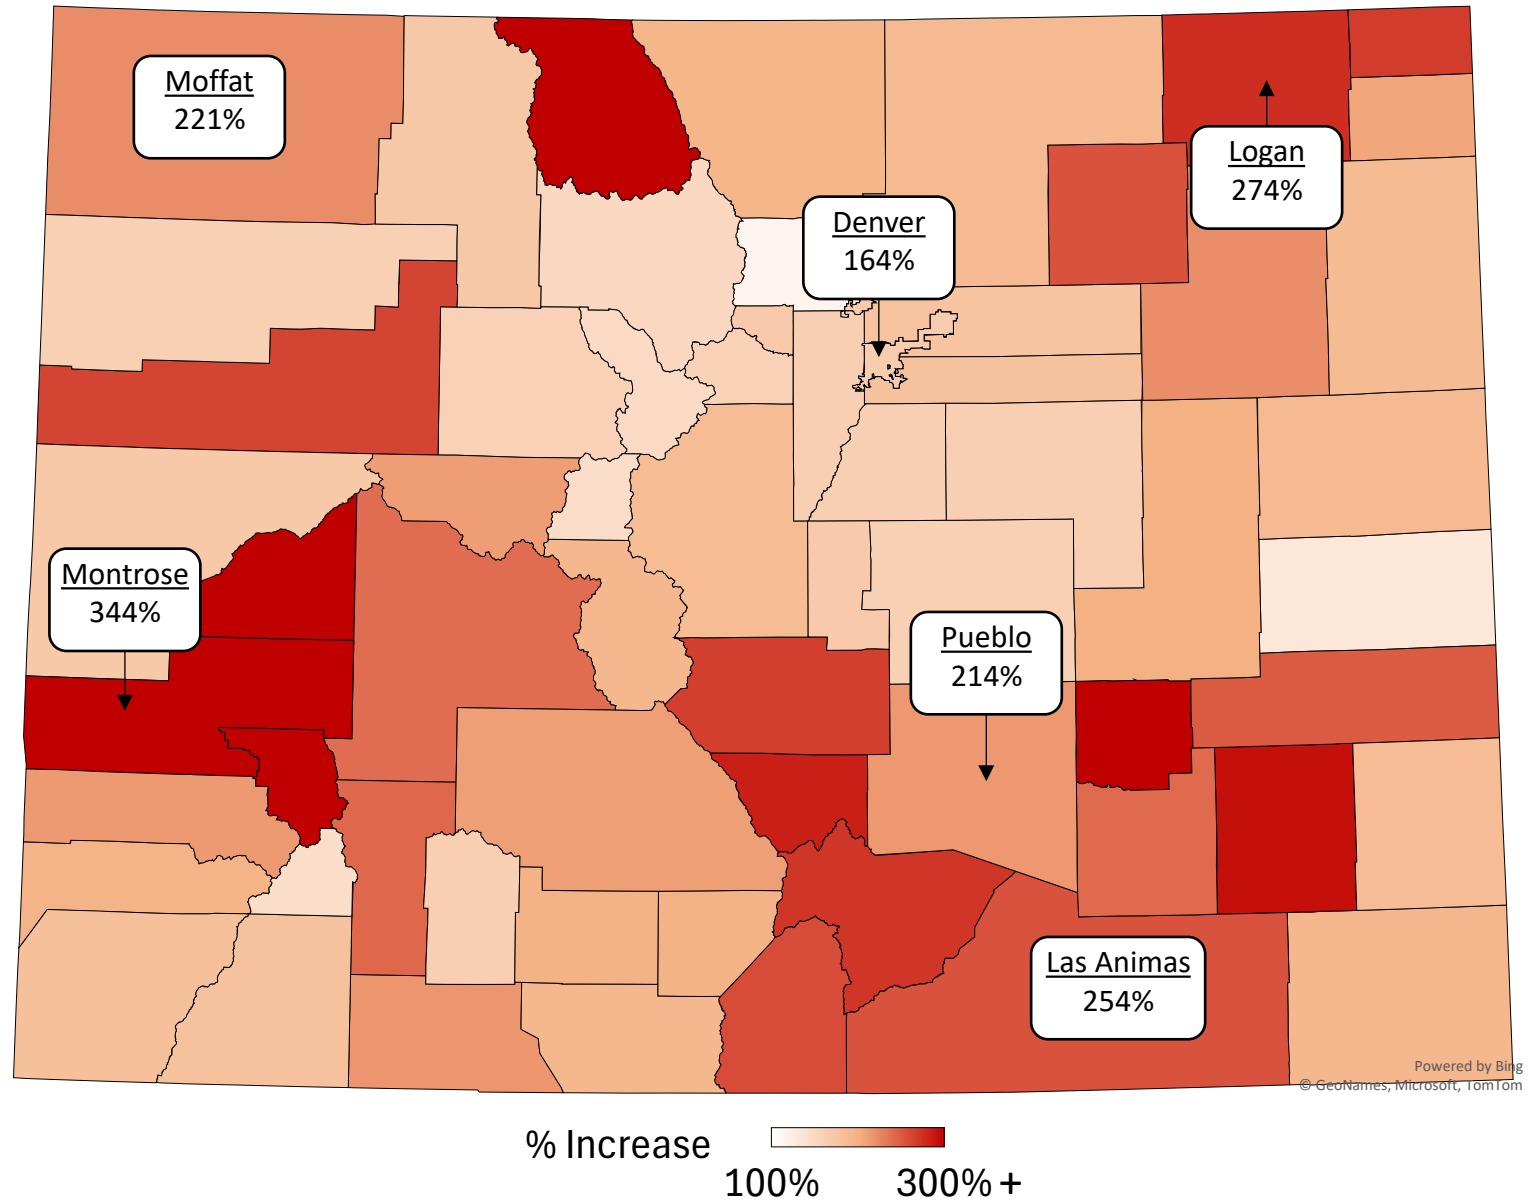 Moffat
221%
Logan
274%
Denver
164%
Montrose
344%
Pueblo
214%
Las Animas
254%
Powered by Bing
© GeoNames, Microsoft, TomTom
% Increase
100%
300% +